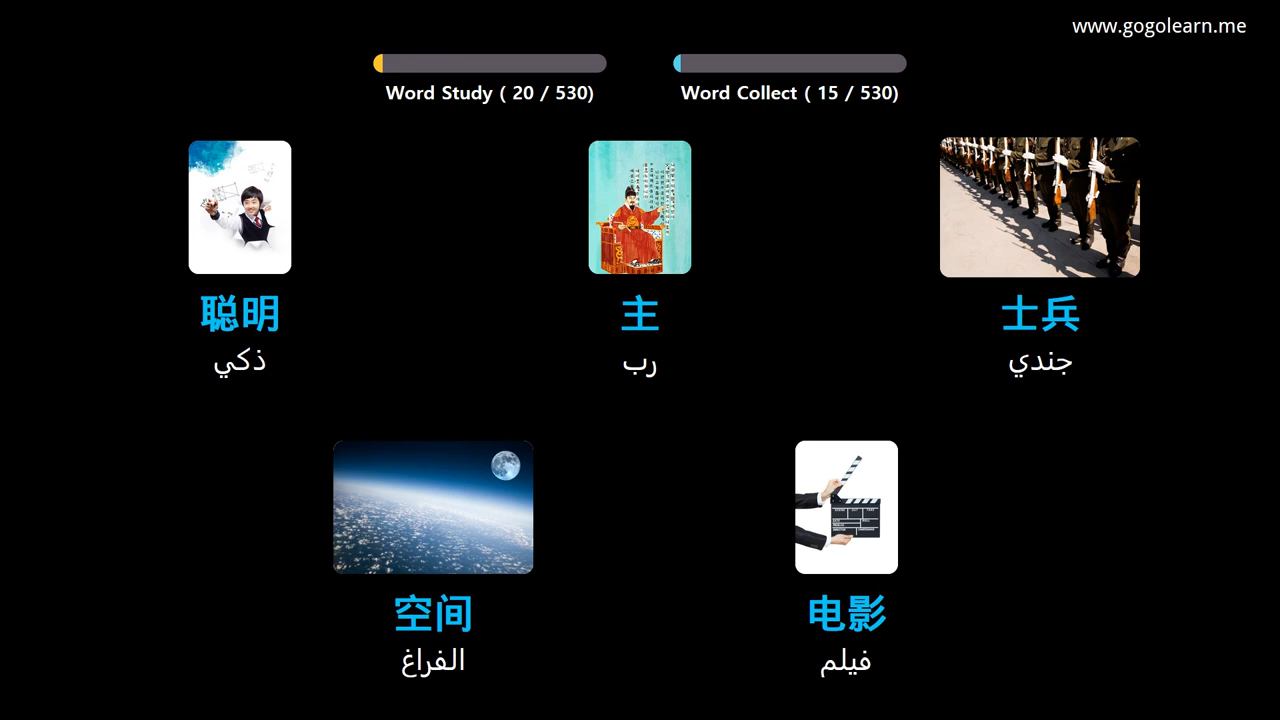 www.gogolearn.me
Word Study ( 20 / 530)
Word Collect ( 15 / 530)
聪明
ذكي
主
رب
士兵
جندي
空间
الفراغ
电影
فيلم